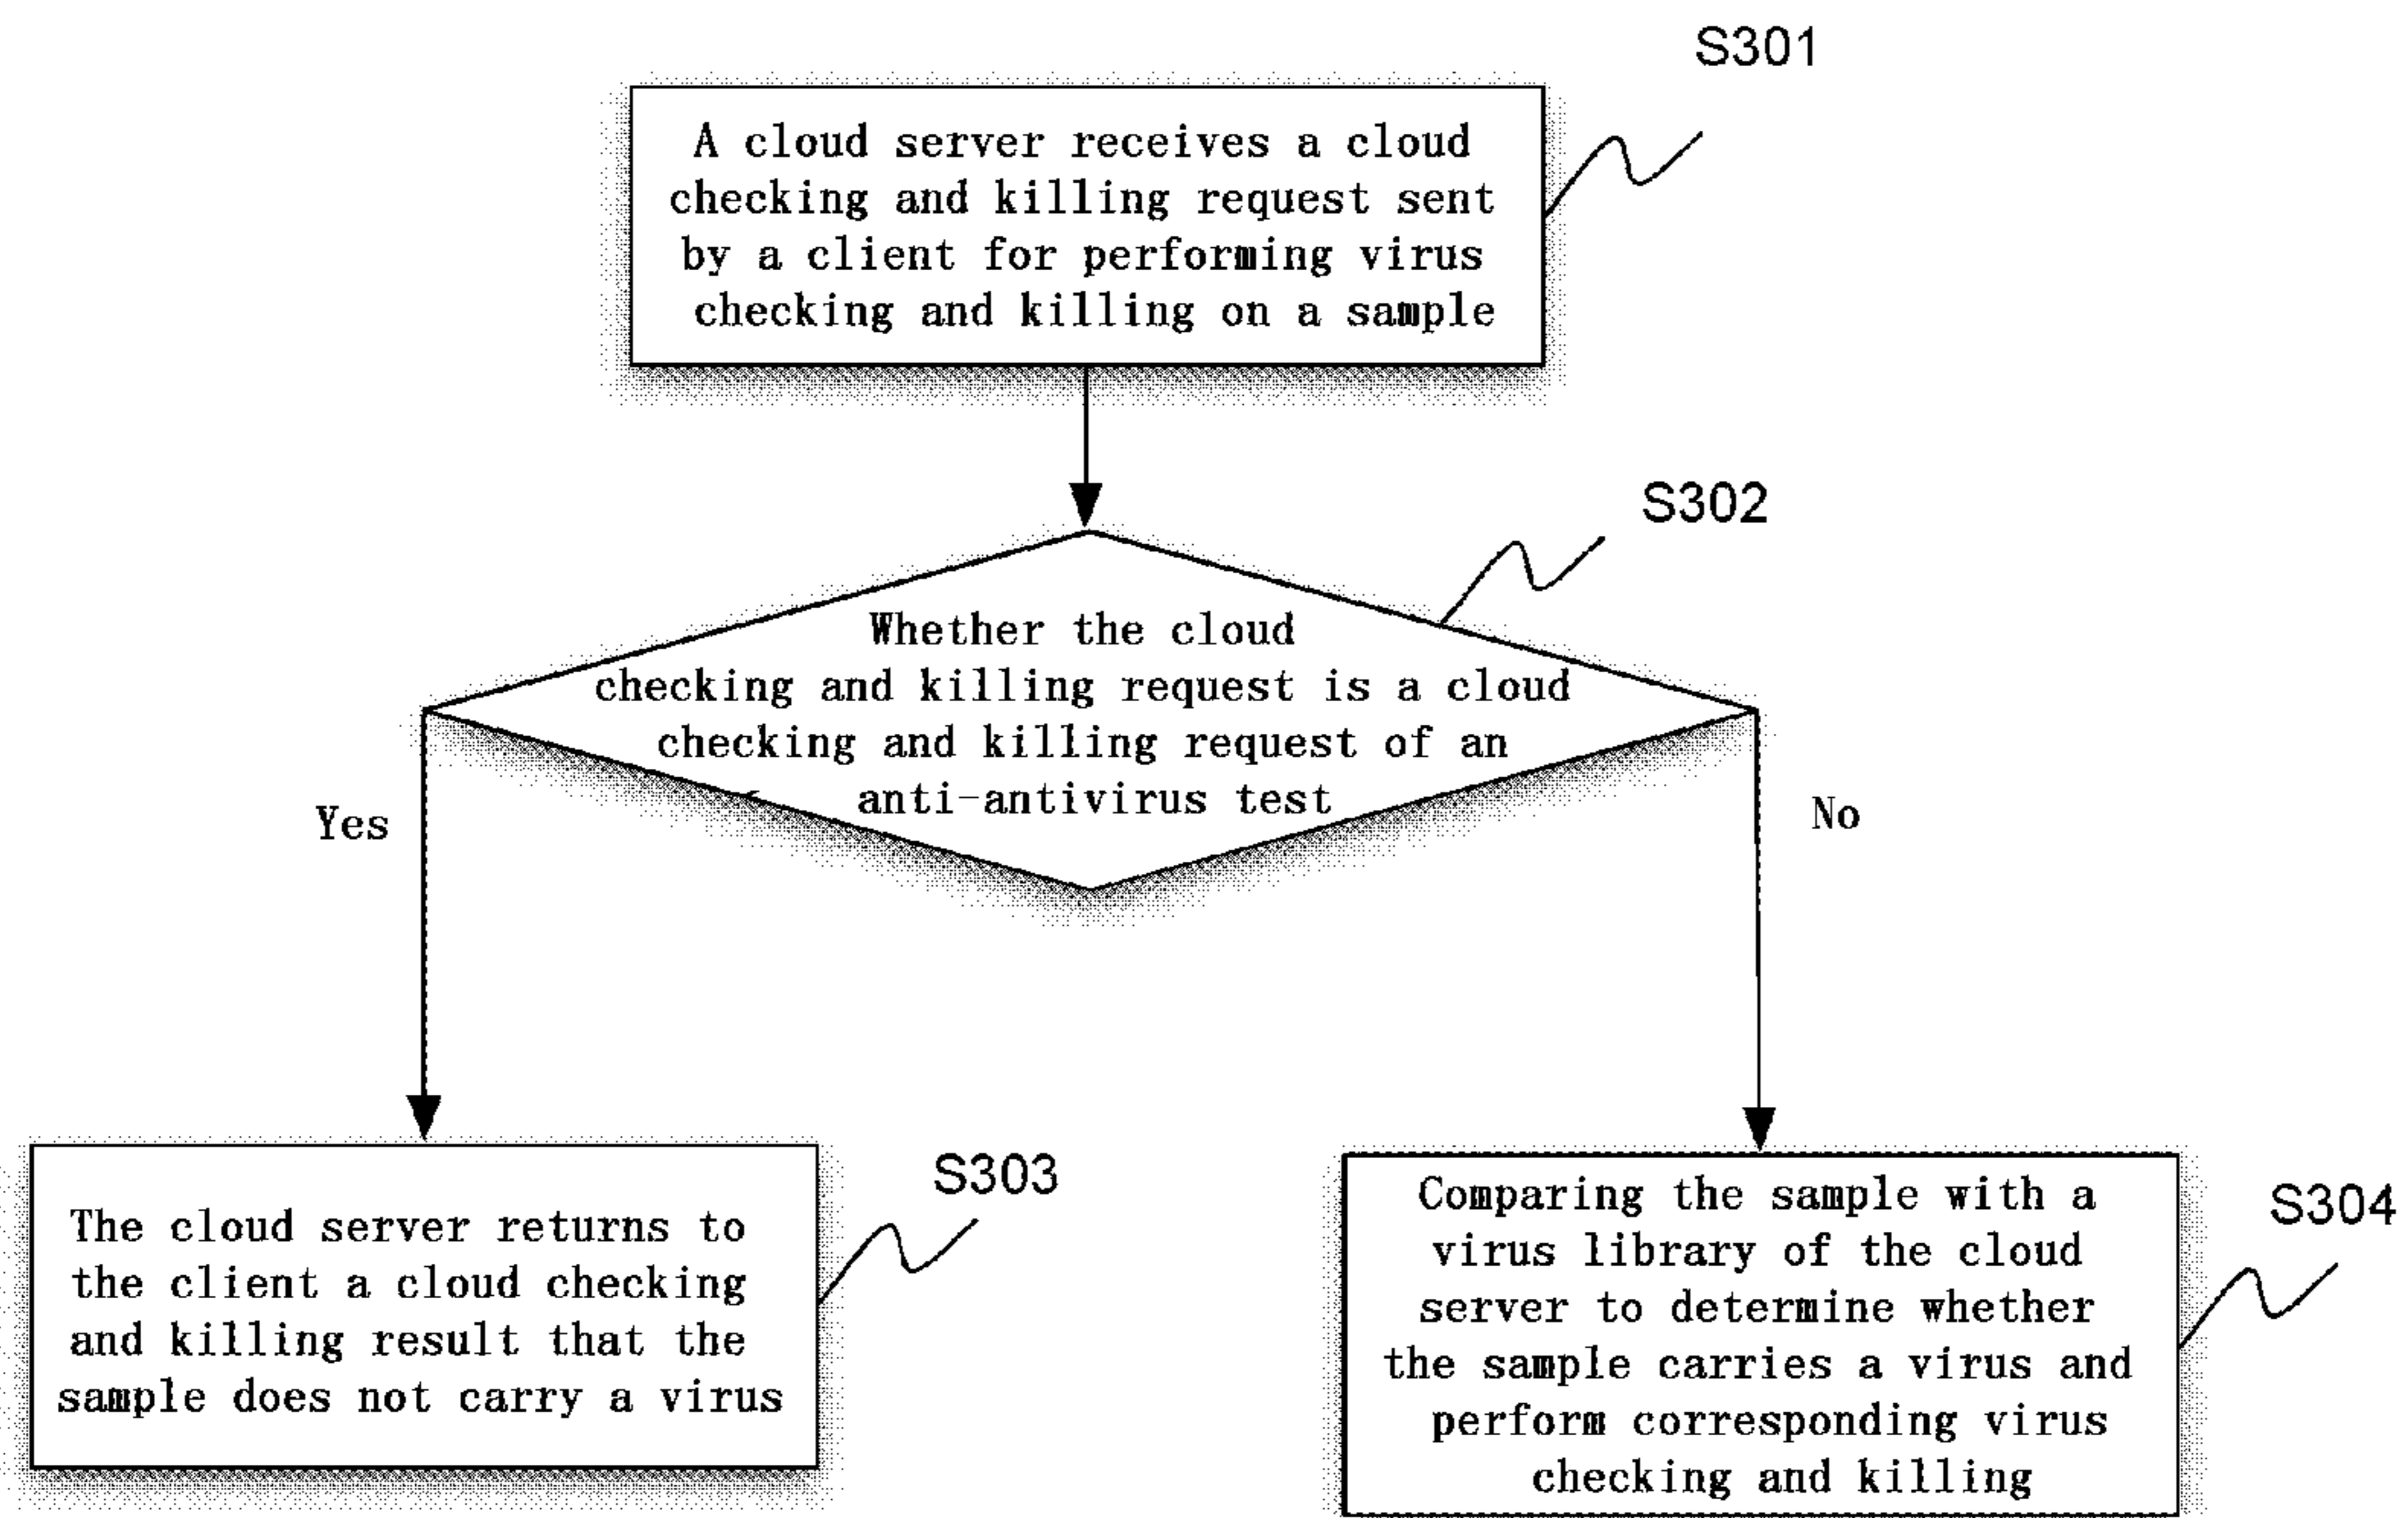 S301
A cloud server receives a cloud
checking and killing request sent
by a client for performing virus
checking and killing on a sample
S302
Whether the cloud
checking and killing request is a cloud
checking and killing request of an
anti-antivirus test
Yes
No
S303
The cloud server returns to
the client a cloud checking
and killing result that the
sample does not carry a virus
S304
Comparing the sample with a
virus library of the cloud
server to determine whether
the sample carries a virus and
perform corresponding virus
checking and killing